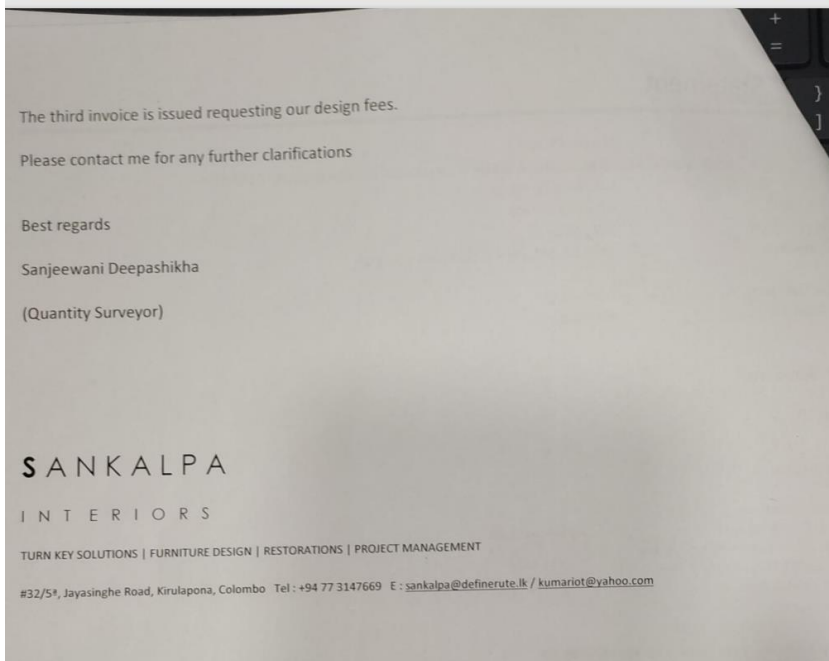 The third invoice is issued requesting our design fees.
Please contact me for any further clarifications
Best regards
Sanjeewani Deepashikha
(Quantity Surveyor)
SANKALPA
INTERIORS
TURN KEY SOLUTIONS | FURNITURE DESIGN | RESTORATIONS | PROJECT MANAGEMENT
#32/5ᵃ, Jayasinghe Road, Kirulapona, Colombo Tel : +94 77 3147669 E : sankalpa@definerute.lk / kumariot@yahoo.com
+
=
}
]